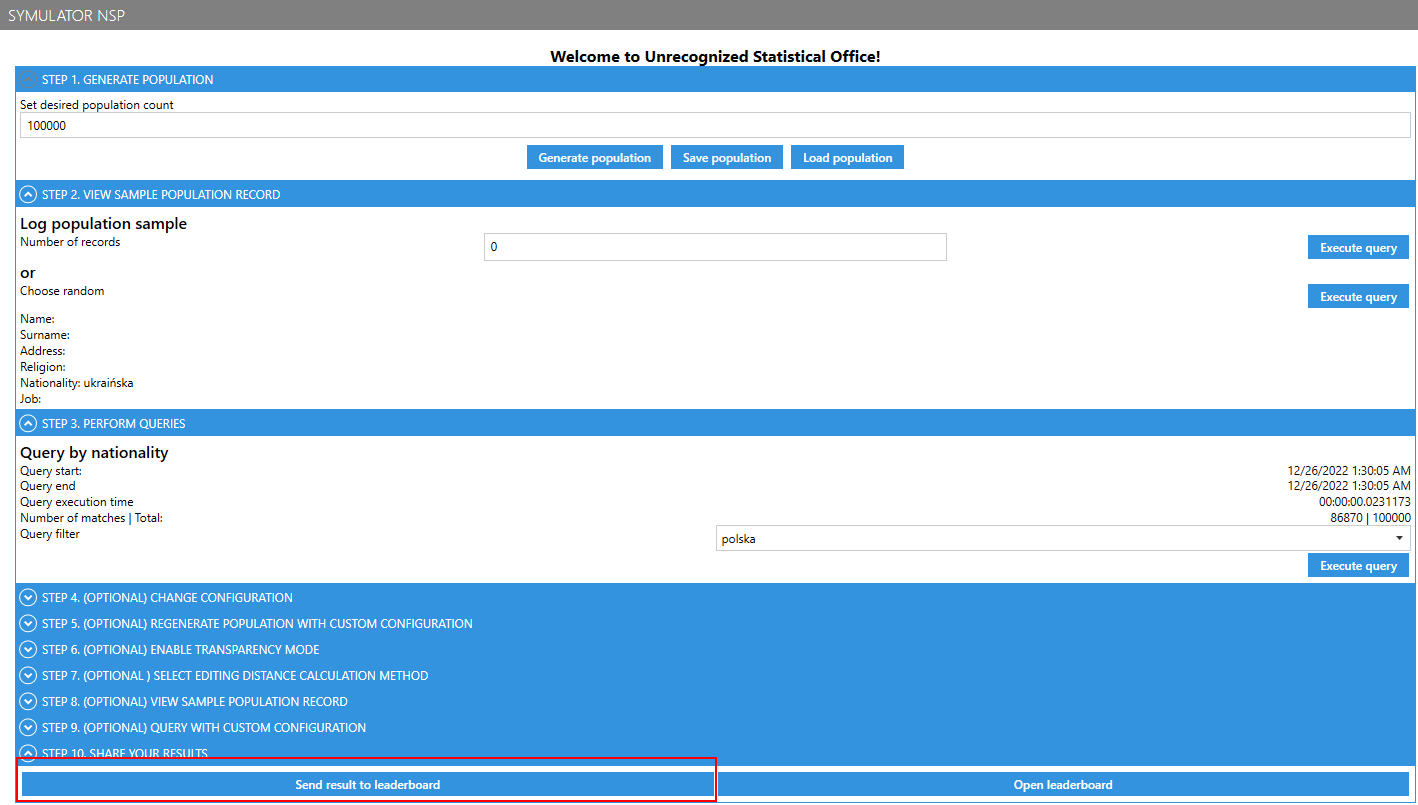 SYMULATOR NSP
Welcome to Unrecognized Statistical Office!
STEP 1. GENERATE POPULATION
Set desired population count
100000
Generate population Save population Load population
STEP 2. VIEW SAMPLE POPULATION RECORD
Log population sample
Number of records 0 Execute query
or
Choose random Execute query
Name:
Surname:
Address:
Religion:
Nationality: ukraińska
Job:
STEP 3. PERFORM QUERIES
Query by nationality
Query start: 12/26/2022 1:30:05 AM
Query end 12/26/2022 1:30:05 AM
Query execution time 00:00:00.0231173
Number of matches | Total: 86870 | 100000
Query filter polska
Execute query
STEP 4. (OPTIONAL) CHANGE CONFIGURATION
STEP 5. (OPTIONAL) REGENERATE POPULATION WITH CUSTOM CONFIGURATION
STEP 6. (OPTIONAL) ENABLE TRANSPARENCY MODE
STEP 7. (OPTIONAL ) SELECT EDITING DISTANCE CALCULATION METHOD
STEP 8. (OPTIONAL) VIEW SAMPLE POPULATION RECORD
STEP 9. (OPTIONAL) QUERY WITH CUSTOM CONFIGURATION
STEP 10. SHARE YOUR RESULTS
Send result to leaderboard Open leaderboard